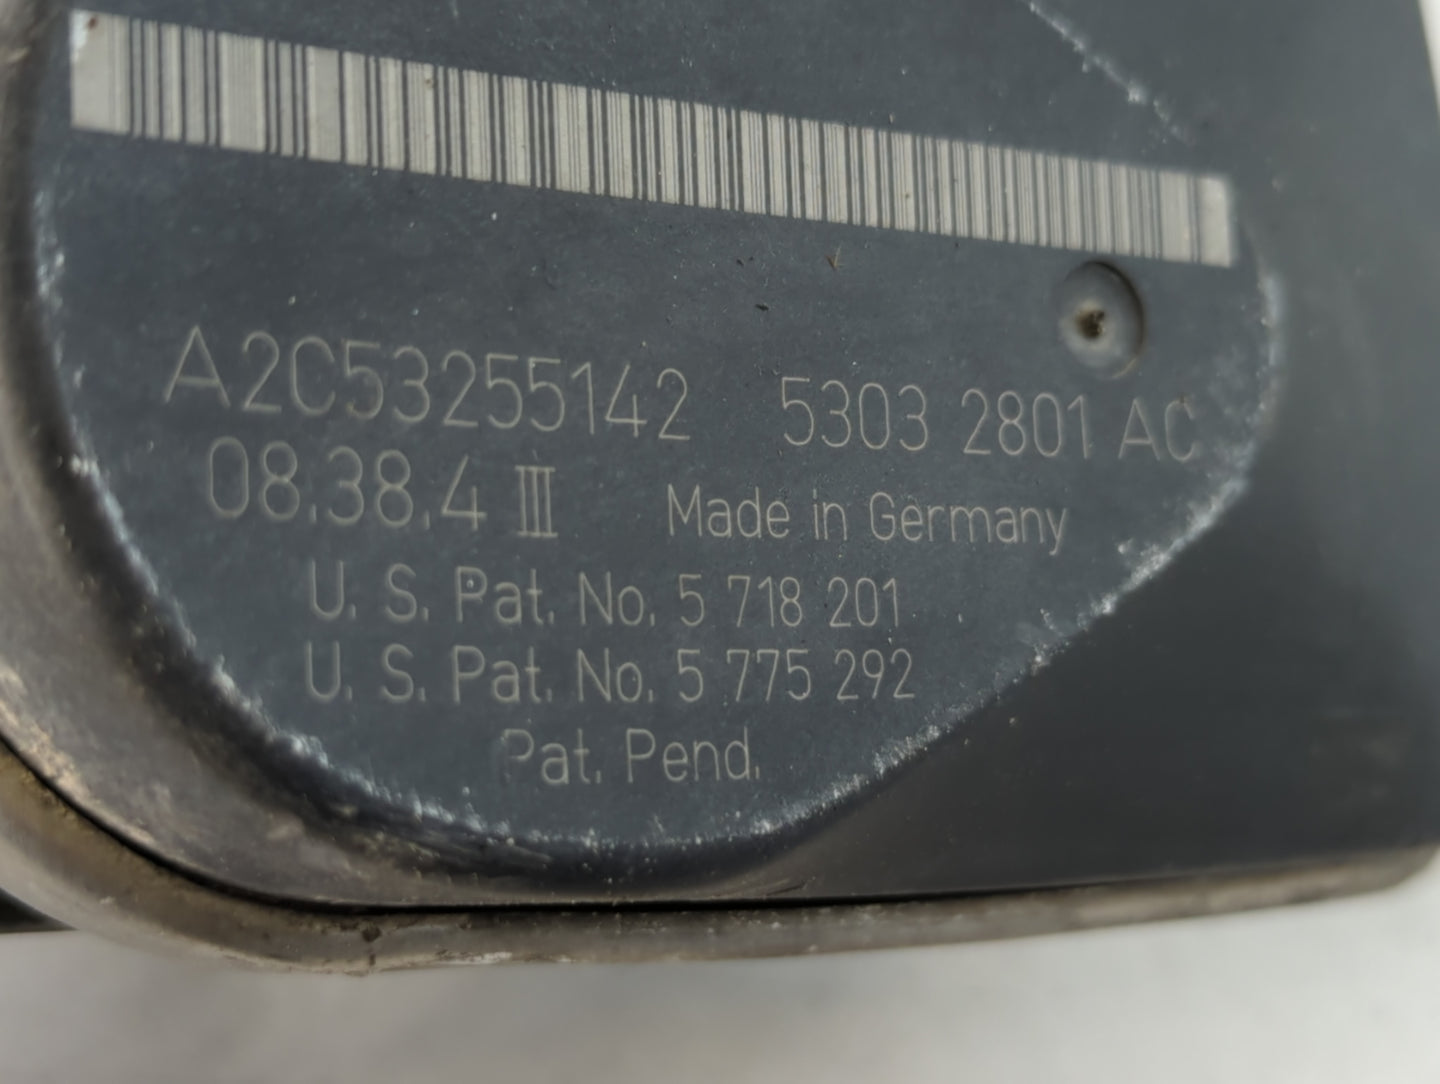 A2C53255142 5303 2801 AC
08.38.4 III Made in Germany
U. S. Pat. No. 5 718 201
U. S. Pat. No. 5 775 292
Pat. Pend.